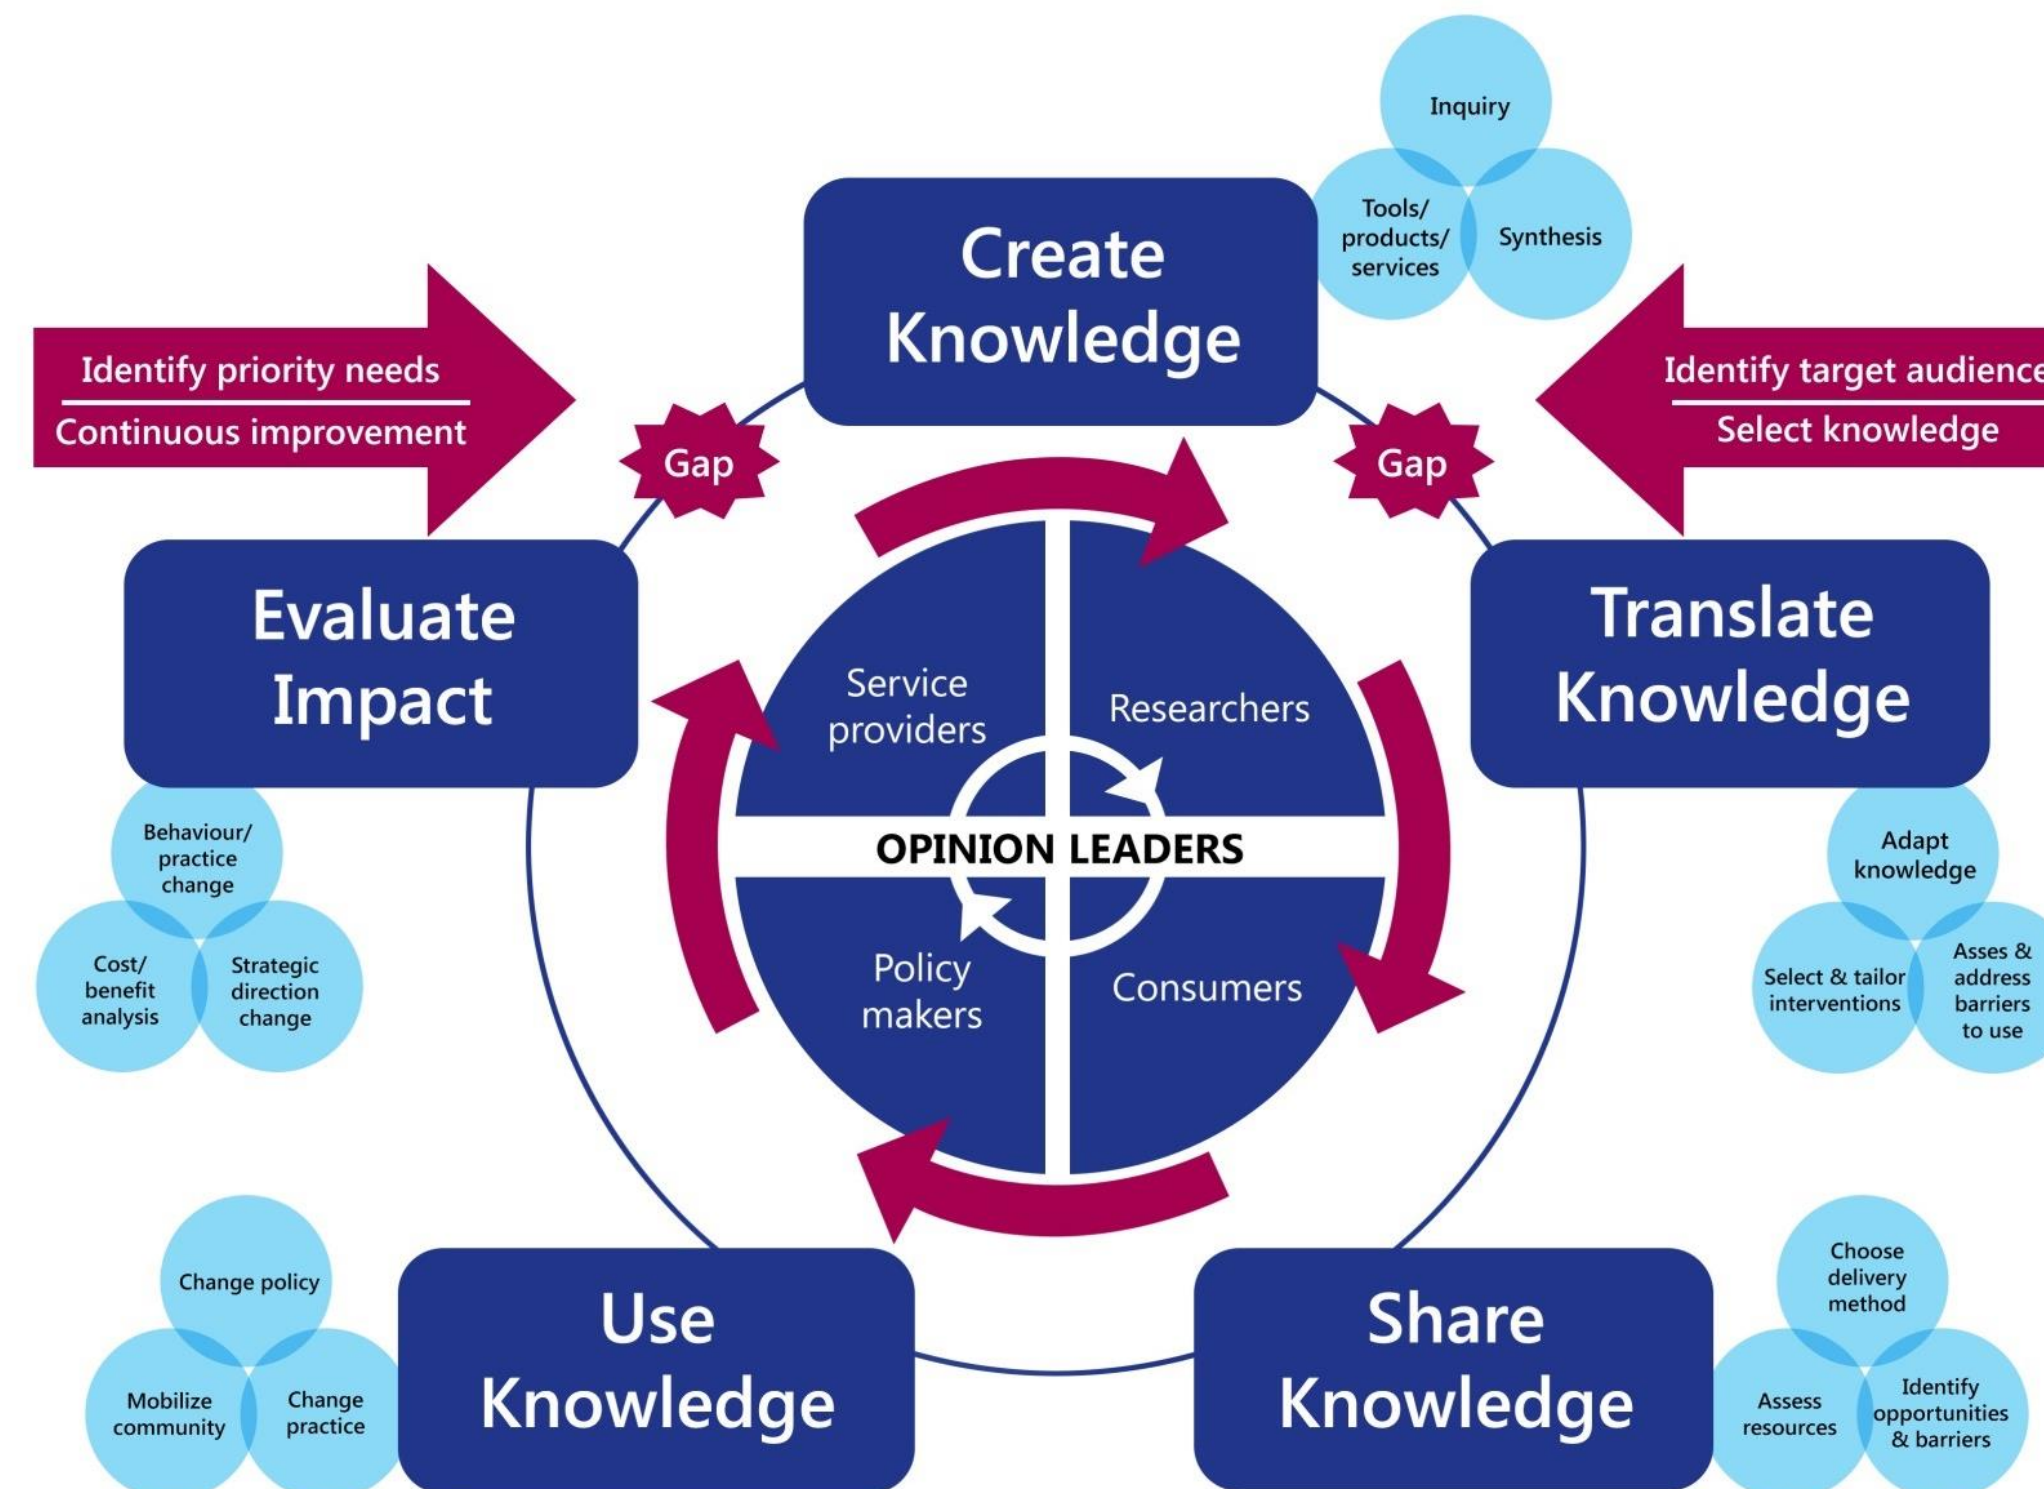 Inquiry
Tools/
products/
services
Synthesis
Create
Knowledge
Identify priority needs
Continuous improvement
Gap
Gap
Identify target audience
Select knowledge
Evaluate
Impact
Translate
Knowledge
Service
providers
Researchers
OPINION LEADERS
Policy
makers
Consumers
Behaviour/
practice
change
Cost/
benefit
analysis
Strategic
direction
change
Adapt
knowledge
Select & tailor
interventions
Asses &
address
barriers
to use
Change policy
Mobilize
community
Change
practice
Use
Knowledge
Share
Knowledge
Choose
delivery
method
Assess
resources
Identify
opportunities
& barriers